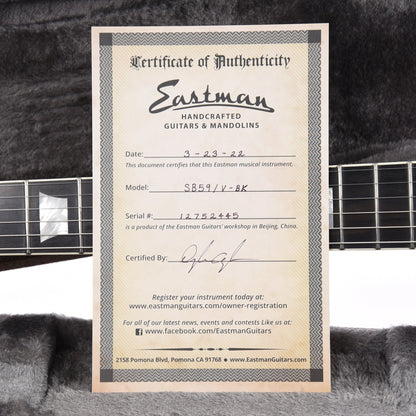 Certificate of Authenticity
Eastman
HANDCRAFTED
GUITARS & MANDOLINS
Date: 3-23-22
This document certifies that this Eastman musical instrument.
Model: SB59/V-BK
Serial #: 12752445
is a product of the Eastman Guitars' workshop in Beijing, China.
Certified By:
Register your instrument today at:
www.eastmanguitars.com/owner-registration
For all of our latest news, events and contests Like us at:
www.facebook.com/EastmanGuitars
2158 Pomona Blvd, Pomona CA 91768 ● www.EastmanGuitars.com